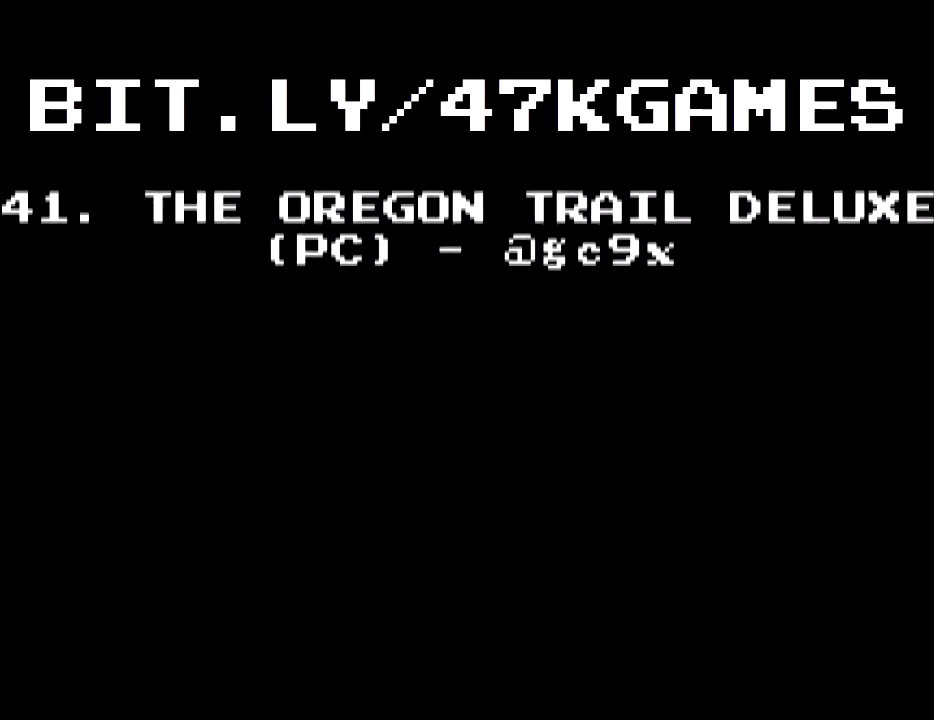 BIT.LY/47KGAMES
41. THE OREGON TRAIL DELUXE
(PC) - @gc9x